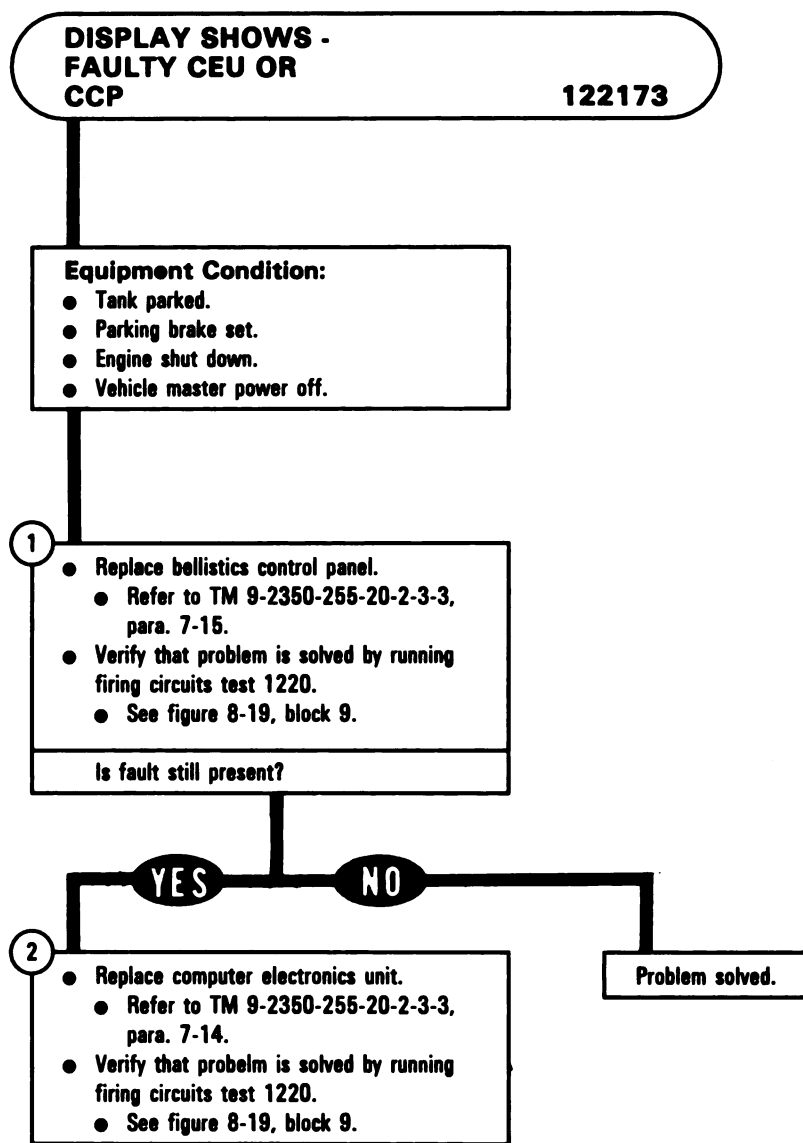 DISPLAY SHOWS -
FAULTY CEU OR
CCP 122173
Equipment Condition:
● Tank parked.
● Parking brake set.
● Engine shut down.
● Vehicle master power off.
1
● Replace bellistics control panel.
● Refer to TM 9-2350-255-20-2-3-3,
para. 7-15.
● Verify that problem is solved by running
firing circuits test 1220.
● See figure 8-19, block 9.
Is fault still present?
YES NO
2
● Replace computer electronics unit.
● Refer to TM 9-2350-255-20-2-3-3,
para. 7-14.
● Verify that probelm is solved by running
firing circuits test 1220.
● See figure 8-19, block 9.
Problem solved.